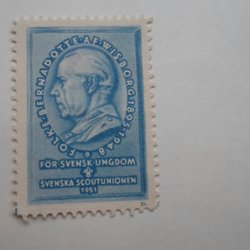 FOLKE·BERNADOTTE·AF·WISBORG·1895-1948
FÖR SVENSK UNGDOM
SVENSKA SCOUTUNIONEN
1951